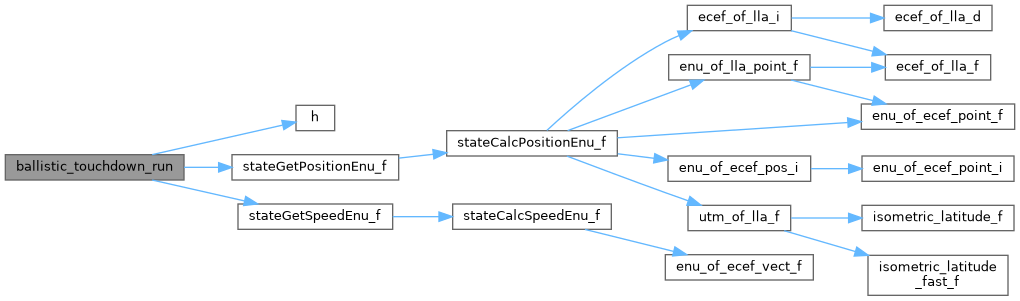 ballistic_touchdown_run
h
stateGetPositionEnu_f
stateGetSpeedEnu_f
stateCalcPositionEnu_f
stateCalcSpeedEnu_f
ecef_of_lla_i
enu_of_lla_point_f
enu_of_ecef_pos_i
utm_of_lla_f
enu_of_ecef_vect_f
ecef_of_lla_d
ecef_of_lla_f
enu_of_ecef_point_f
enu_of_ecef_point_i
isometric_latitude_f
isometric_latitude
_fast_f